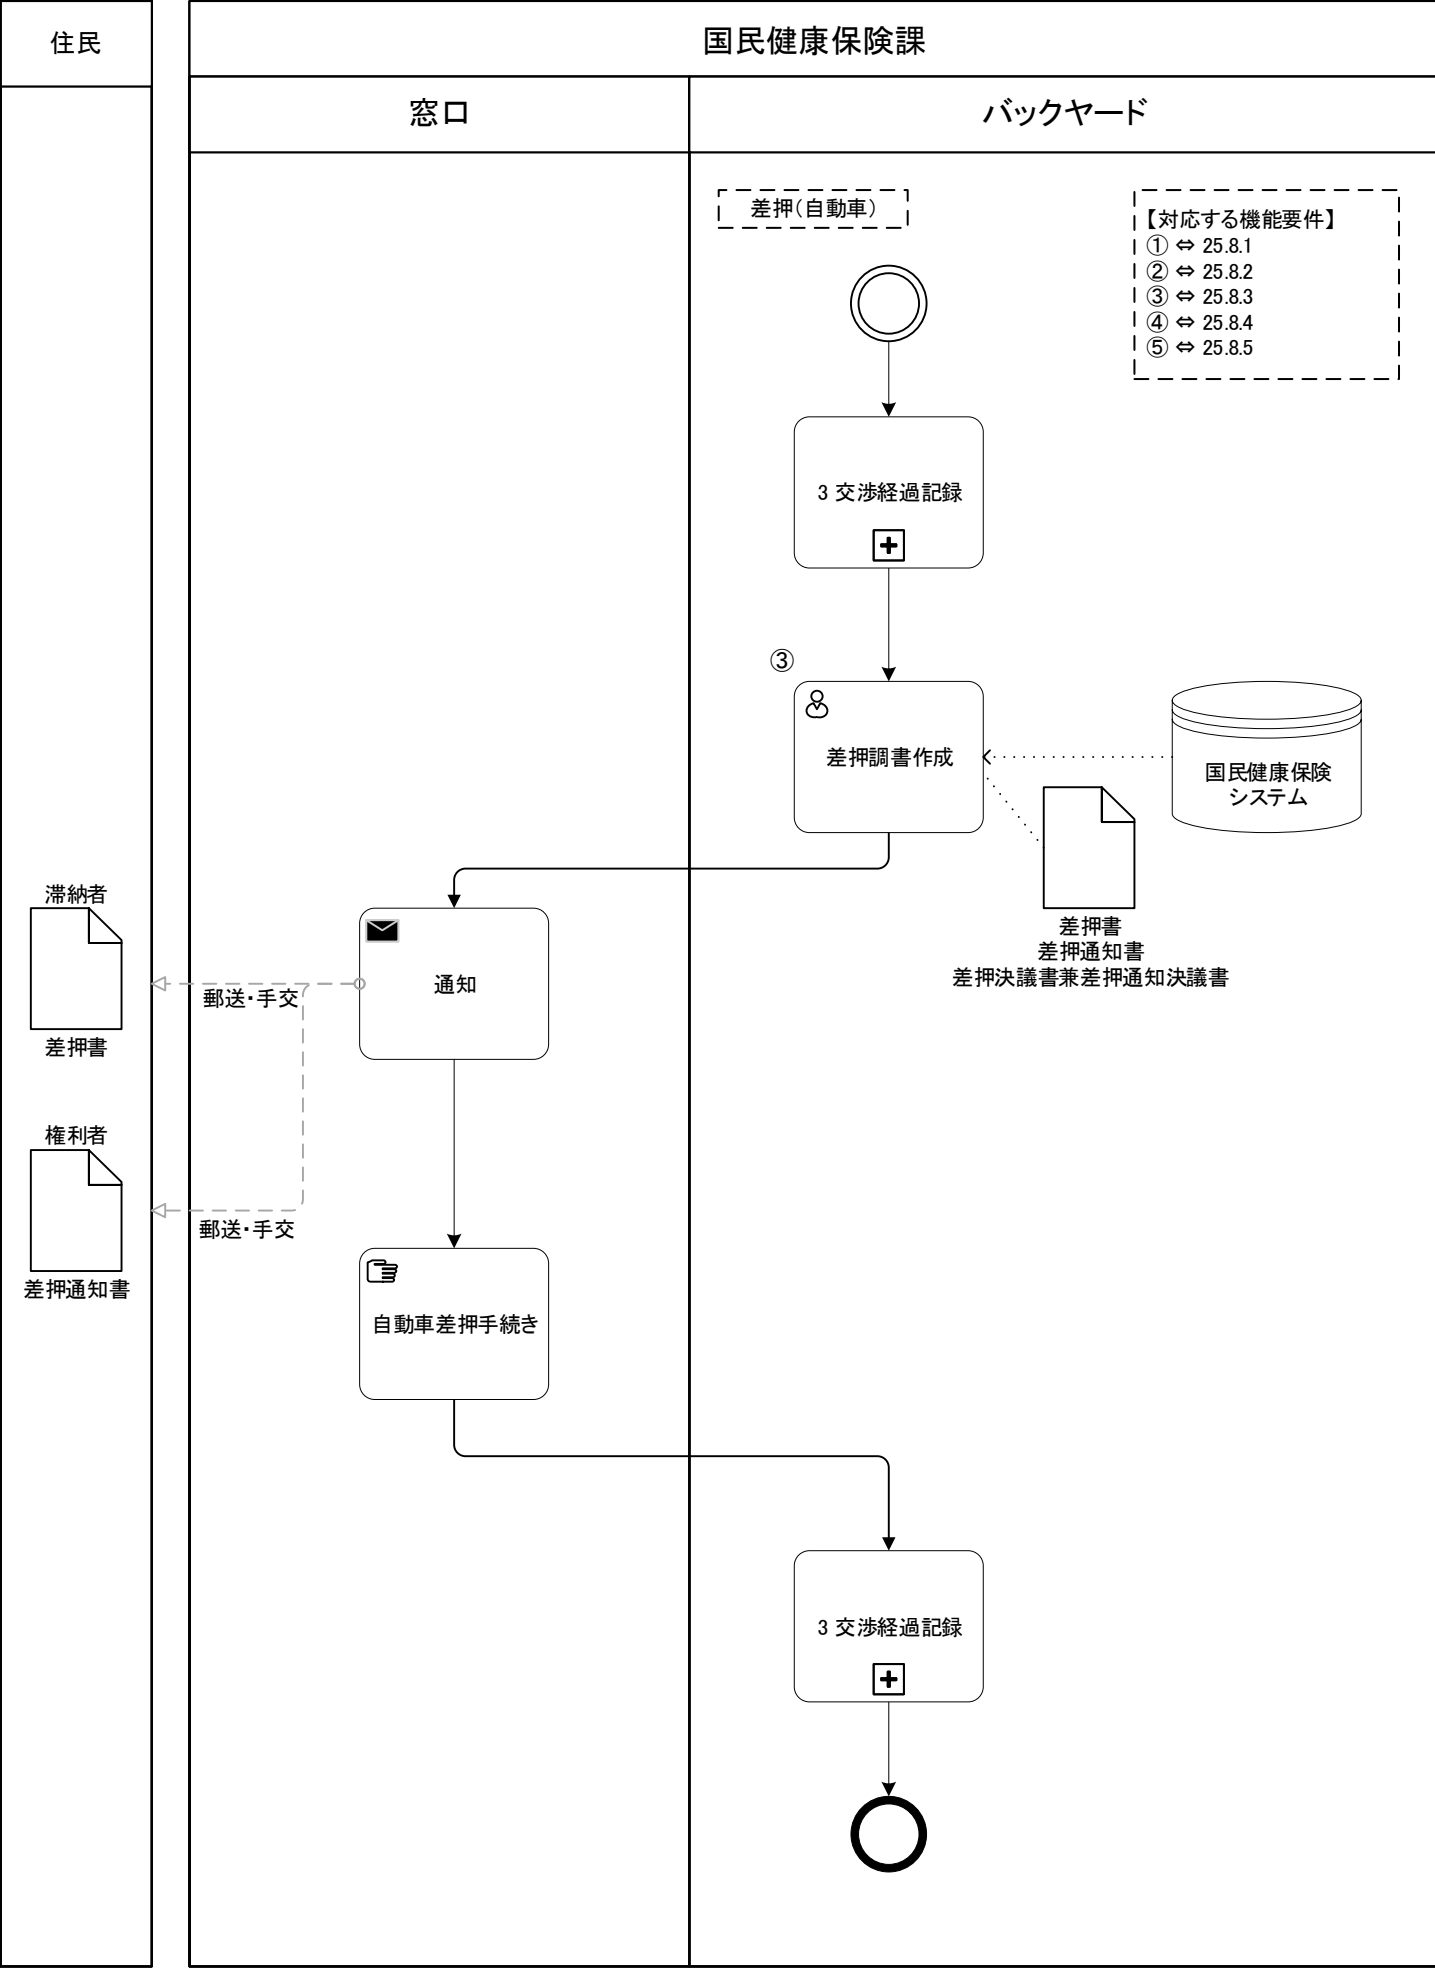 住民
国民健康保険課
窓口
バックヤード
差押（自動車）
【対応する機能要件】
① ⇔ 25.8.1
② ⇔ 25.8.2
③ ⇔ 25.8.3
④ ⇔ 25.8.4
⑤ ⇔ 25.8.5
3 交渉経過記録
③
差押調書作成
国民健康保険
システム
差押書
差押通知書
差押決議書兼差押通知決議書
滞納者
差押書
郵送・手交
通知
権利者
差押通知書
郵送・手交
自動車差押手続き
3 交渉経過記録